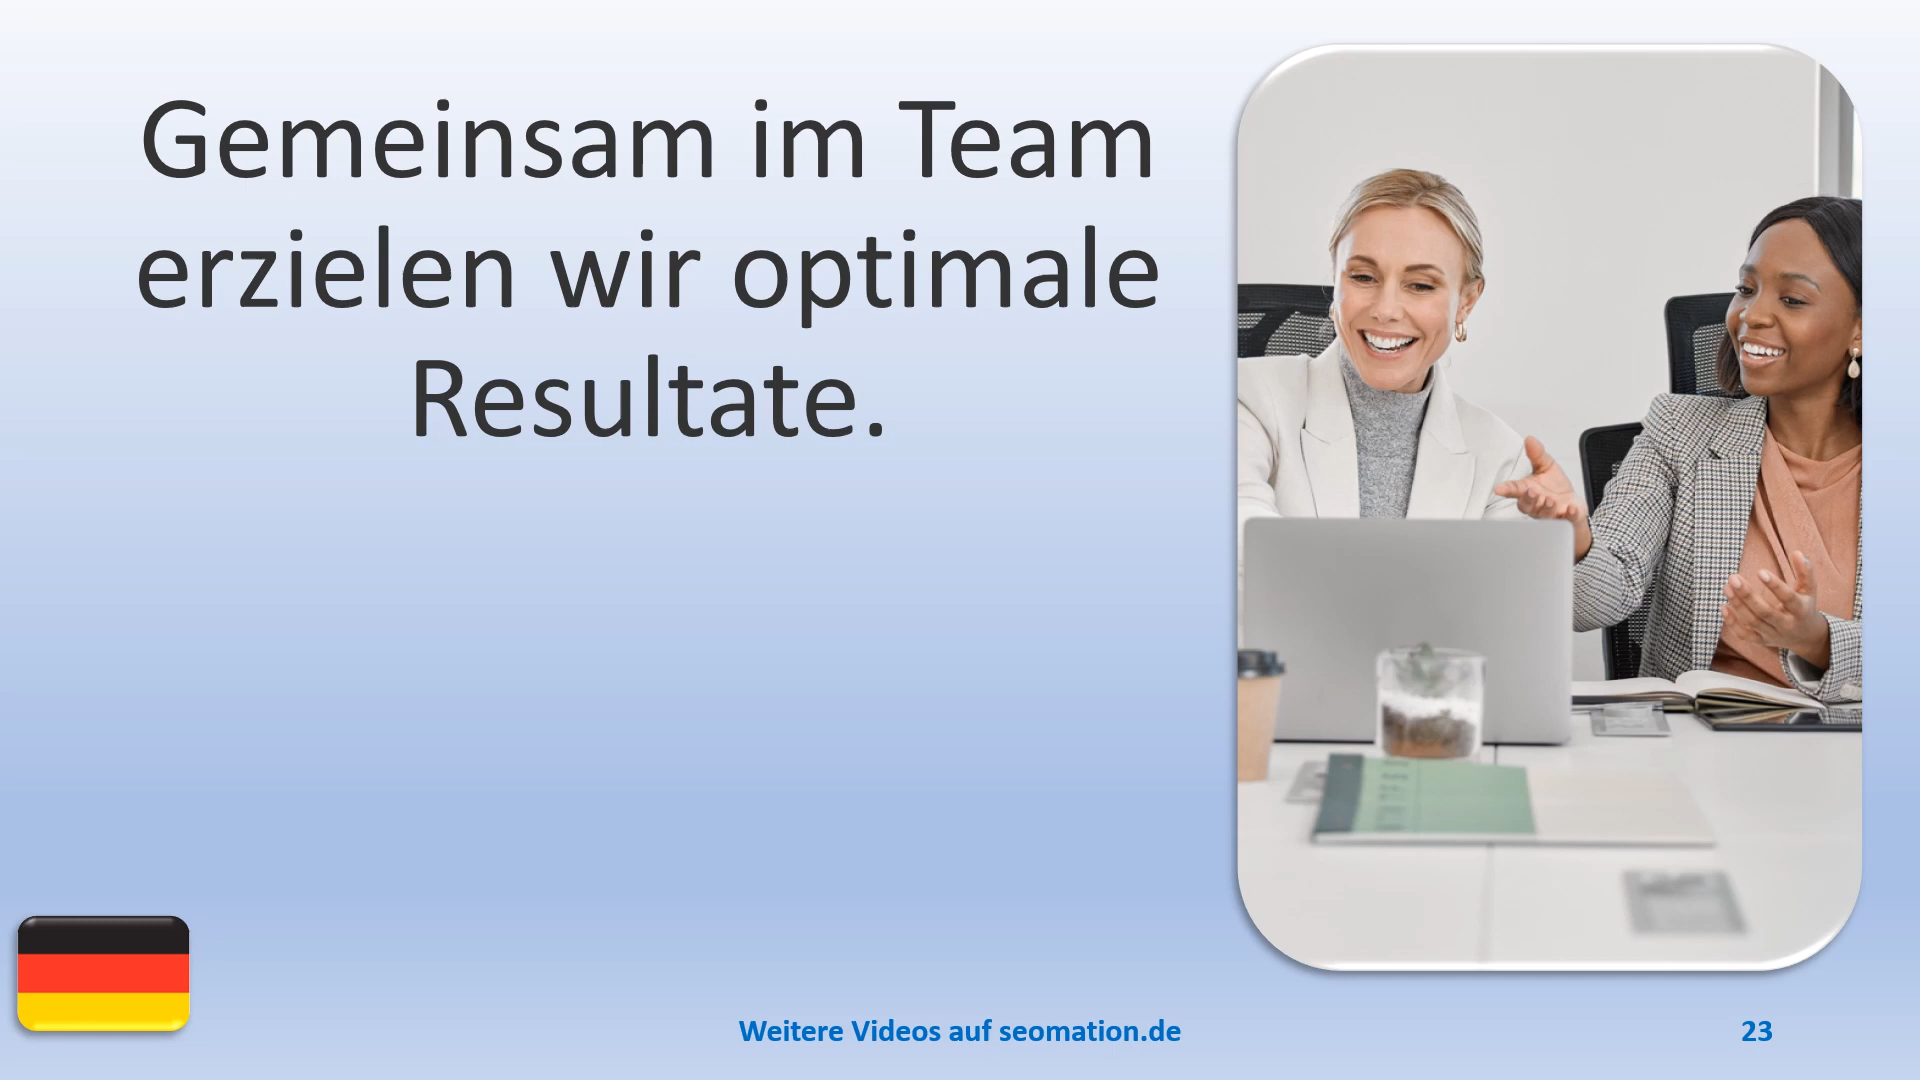 Gemeinsam im Team
erzielen wir optimale
Resultate.
Weitere Videos auf seomation.de
23